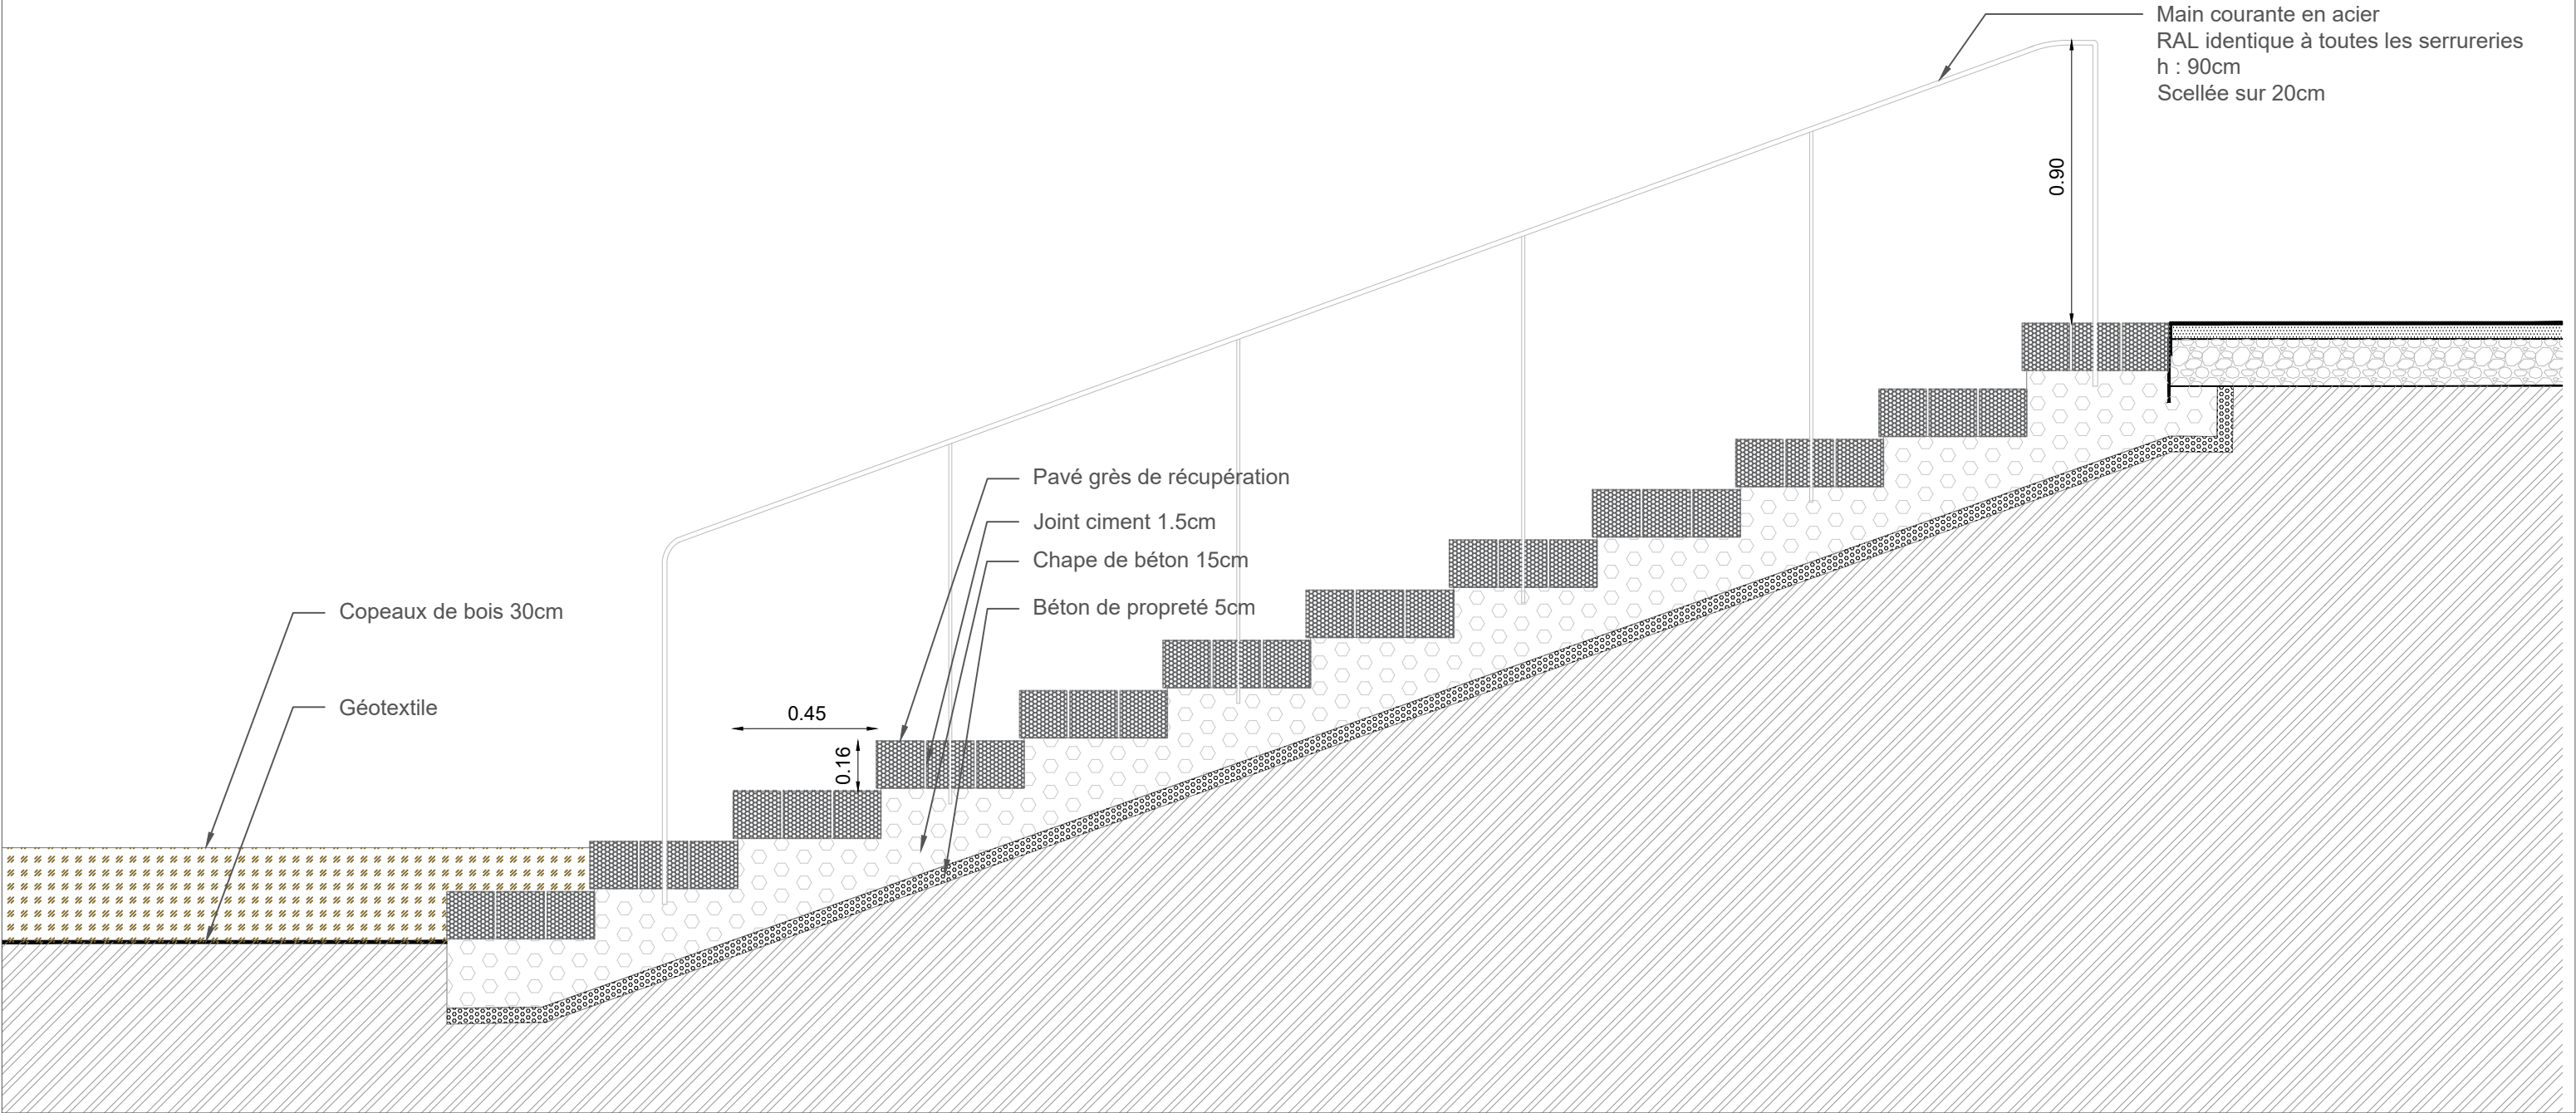 Main courante en acier
RAL identique à toutes les serrureries
h : 90cm
Scellée sur 20cm
0.90
Pavé grès de récupération
Joint ciment 1.5cm
Chape de béton 15cm
Béton de propreté 5cm
Copeaux de bois 30cm
Géotextile
0.45
0.16